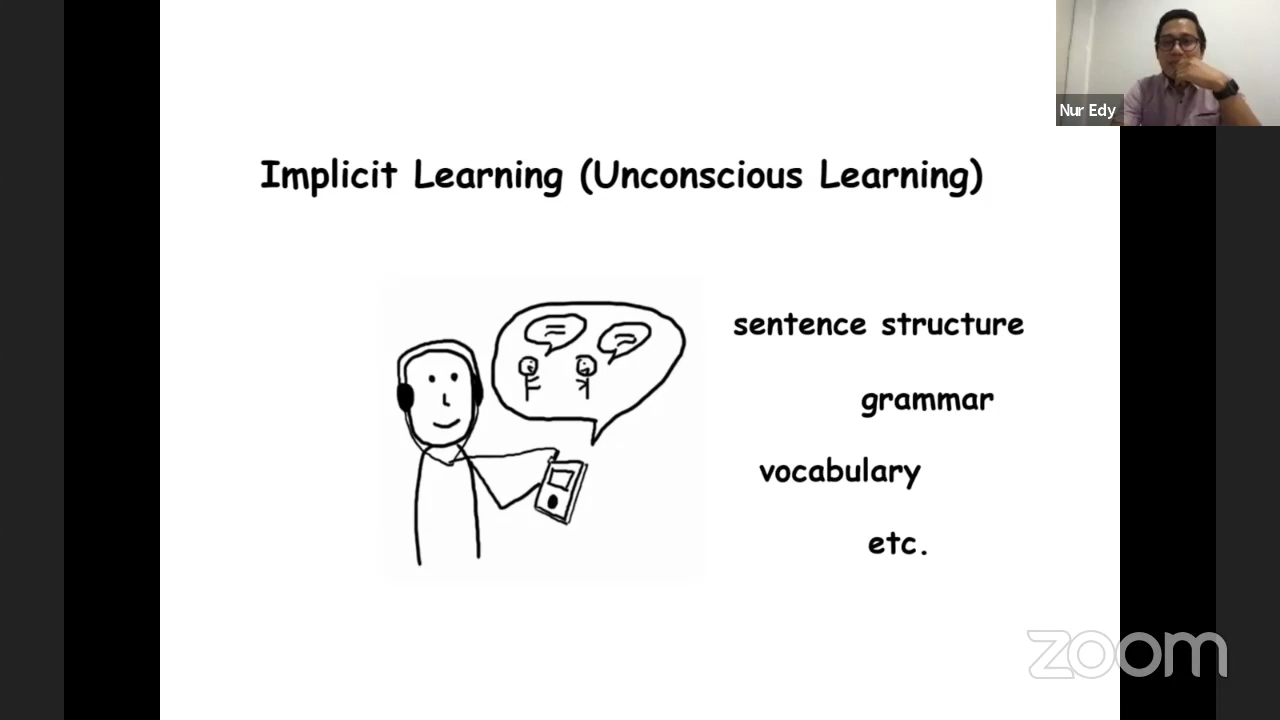 Nur Edy
Implicit Learning (Unconscious Learning)
sentence structure
grammar
vocabulary
etc.
zoom